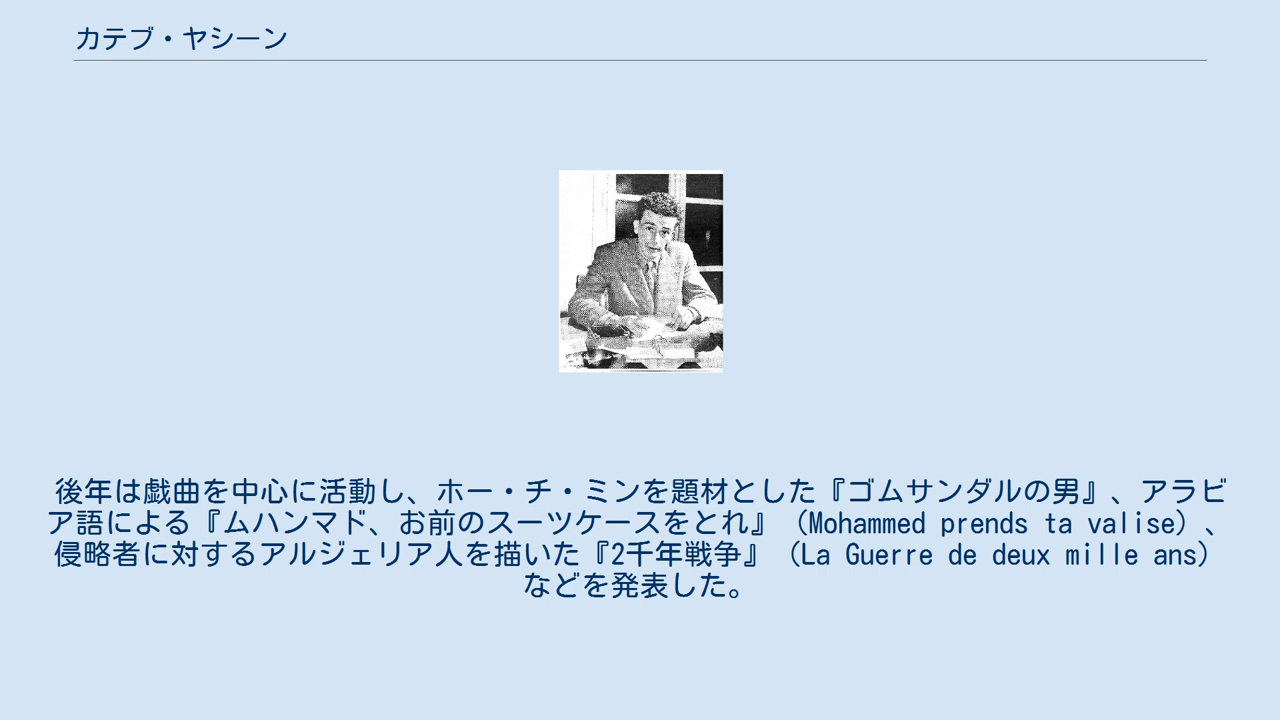 カテブ・ヤシーン
後年は戯曲を中心に活動し、ホー・チ・ミンを題材とした『ゴムサンダルの男』、アラビ
ア語による『ムハンマド、お前のスーツケースをとれ』（Mohammed prends ta valise）、
侵略者に対するアルジェリア人を描いた『2千年戦争』（La Guerre de deux mille ans）
などを発表した。